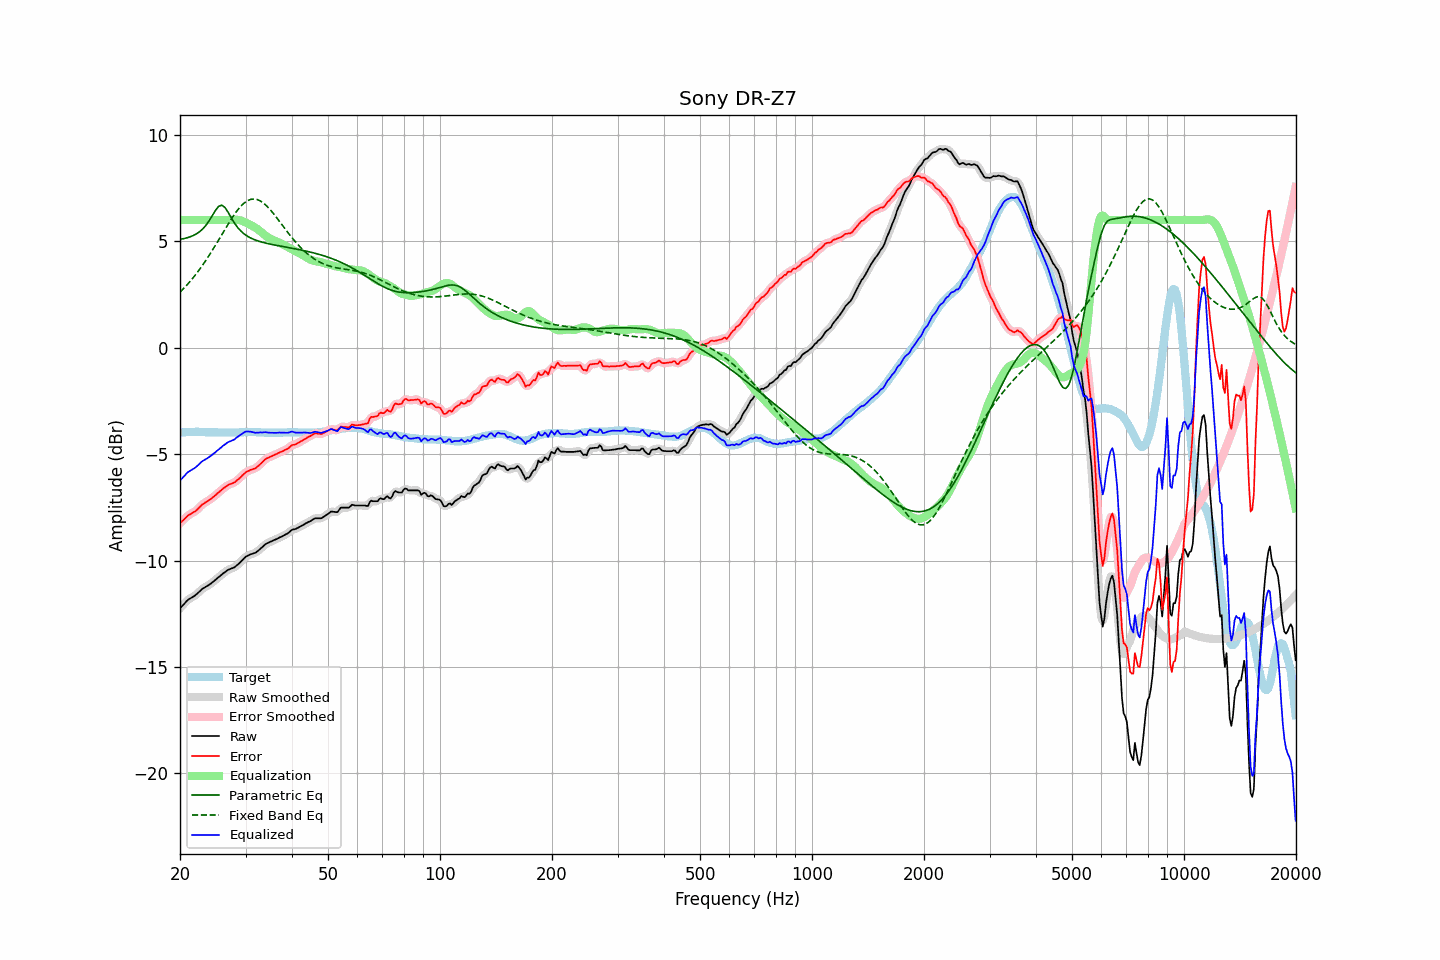 Sony DR-Z7
10
5
0
−5
−10
−15
−20
Amplitude (dBr)
Target
Raw Smoothed
Error Smoothed
Raw
Error
Equalization
Parametric Eq
Fixed Band Eq
Equalized
20
50
100
200
500
1000
2000
5000
10000
20000
Frequency (Hz)